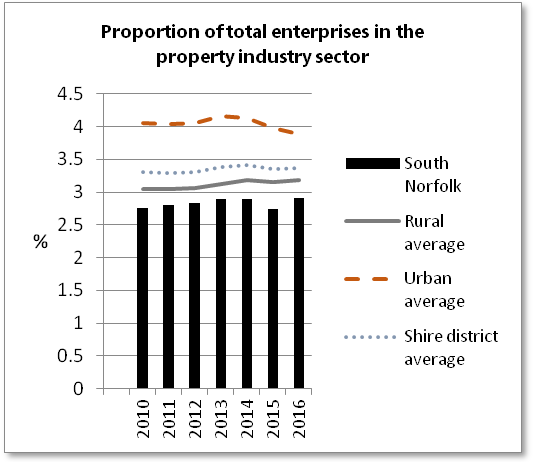 Proportion of total enterprises in the
property industry sector
4.5
4
3.5
3
2.5
2
1.5
1
0.5
0
%
2010
2011
2012
2013
2014
2015
2016
South
Norfolk
Rural
average
Urban
average
Shire district
average